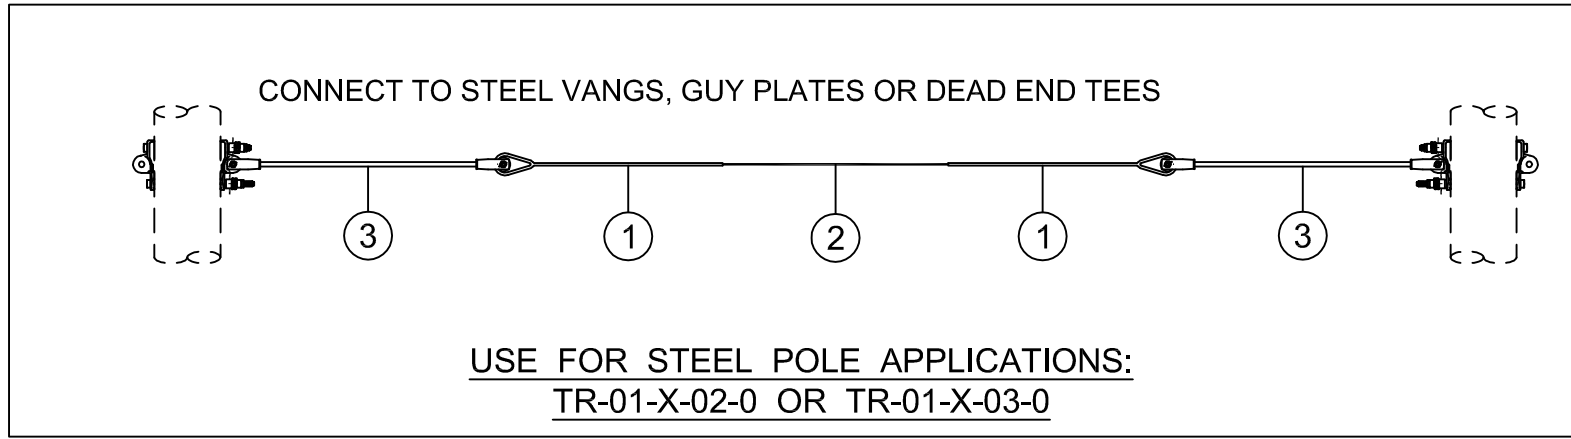 CONNECT TO STEEL VANGS, GUY PLATES OR DEAD END TEES
3 1 2 1 3
USE FOR STEEL POLE APPLICATIONS:
TR-01-X-02-0 OR TR-01-X-03-0